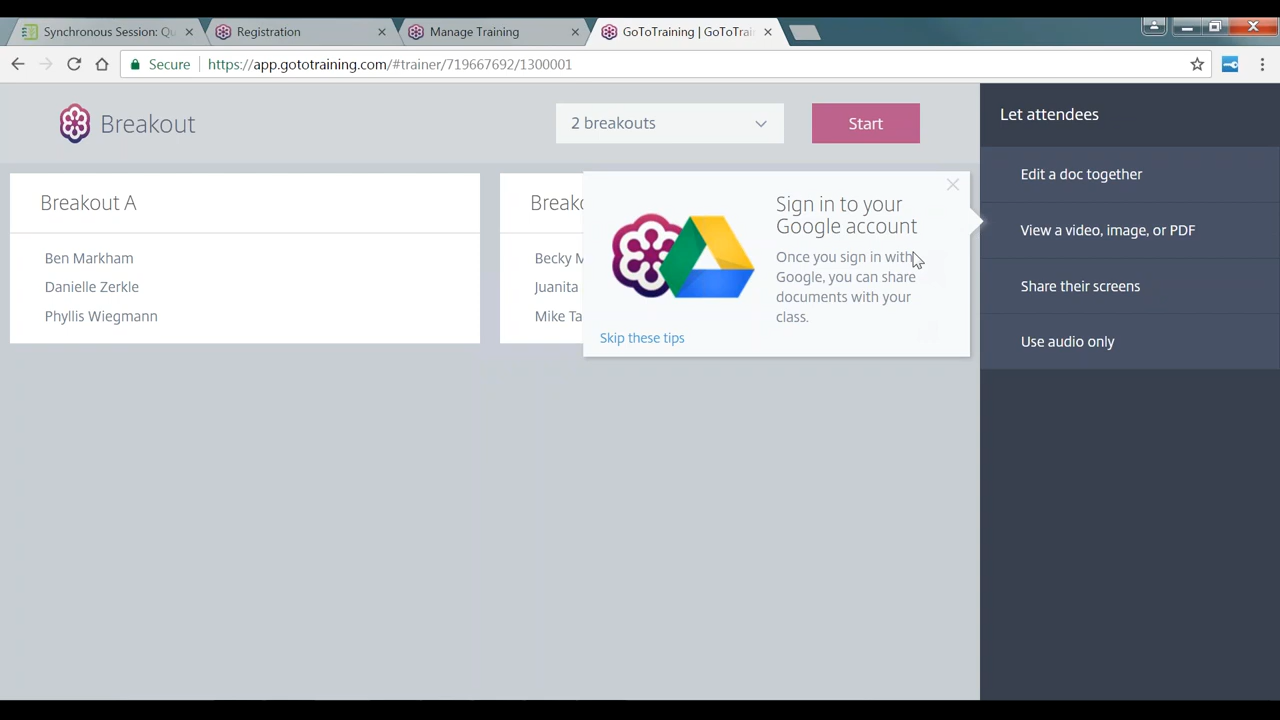 Synchronous Session: Qu
Registration
Manage Training
GoToTraining | GoToTrain
Secure
https://app.gototraining.com/#trainer/719667692/1300001
Breakout
2 breakouts
Start
Let attendees
Edit a doc together
View a video, image, or PDF
Share their screens
Use audio only
Breakout A
Ben Markham
Danielle Zerkle
Phyllis Wiegmann
Breako
Becky M
Juanita
Mike Ta
Sign in to your
Google account
Once you sign in with
Google, you can share
documents with your
class.
Skip these tips